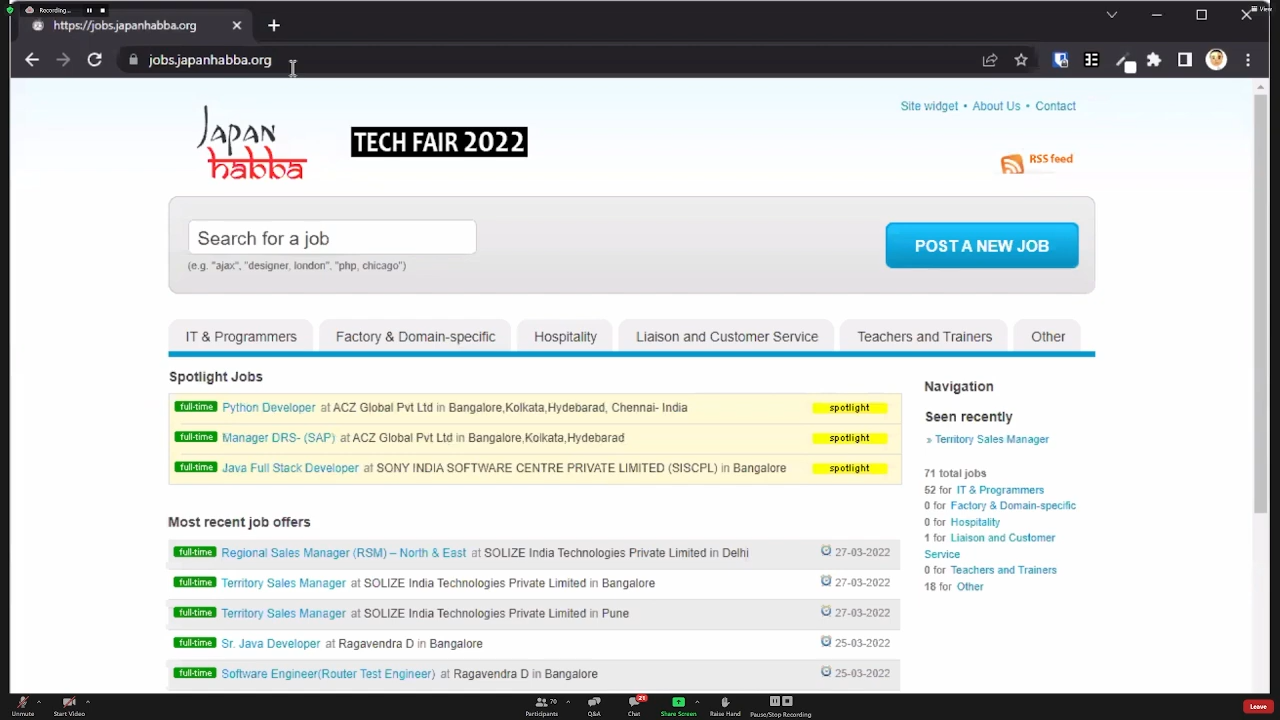 Recording...
View
https://jobs.japanhabba.org
jobs.japanhabba.org
Site widget • About Us • Contact
Japan
habba
TECH FAIR 2022
RSS feed
Search for a job
POST A NEW JOB
(e.g. "ajax", "designer, london", "php, chicago")
IT & Programmers
Factory & Domain-specific
Hospitality
Liaison and Customer Service
Teachers and Trainers
Other
Spotlight Jobs
full-time Python Developer at ACZ Global Pvt Ltd in Bangalore,Kolkata,Hydebarad, Chennai- India spotlight
full-time Manager DRS- (SAP) at ACZ Global Pvt Ltd in Bangalore,Kolkata,Hydebarad spotlight
full-time Java Full Stack Developer at SONY INDIA SOFTWARE CENTRE PRIVATE LIMITED (SISCPL) in Bangalore spotlight
Most recent job offers
full-time Regional Sales Manager (RSM) – North & East at SOLIZE India Technologies Private Limited in Delhi 27-03-2022
full-time Territory Sales Manager at SOLIZE India Technologies Private Limited in Bangalore 27-03-2022
full-time Territory Sales Manager at SOLIZE India Technologies Private Limited in Pune 27-03-2022
full-time Sr. Java Developer at Ragavendra D in Bangalore 25-03-2022
full-time Software Engineer(Router Test Engineer) at Ragavendra D in Bangalore 25-03-2022
Navigation
Seen recently
» Territory Sales Manager
71 total jobs
52 for IT & Programmers
0 for Factory & Domain-specific
0 for Hospitality
1 for Liaison and Customer
Service
0 for Teachers and Trainers
18 for Other
Unmute
Start Video
70
Participants
Q&A
21
Chat
Share Screen
Raise Hand
Pause/Stop Recording
Leave